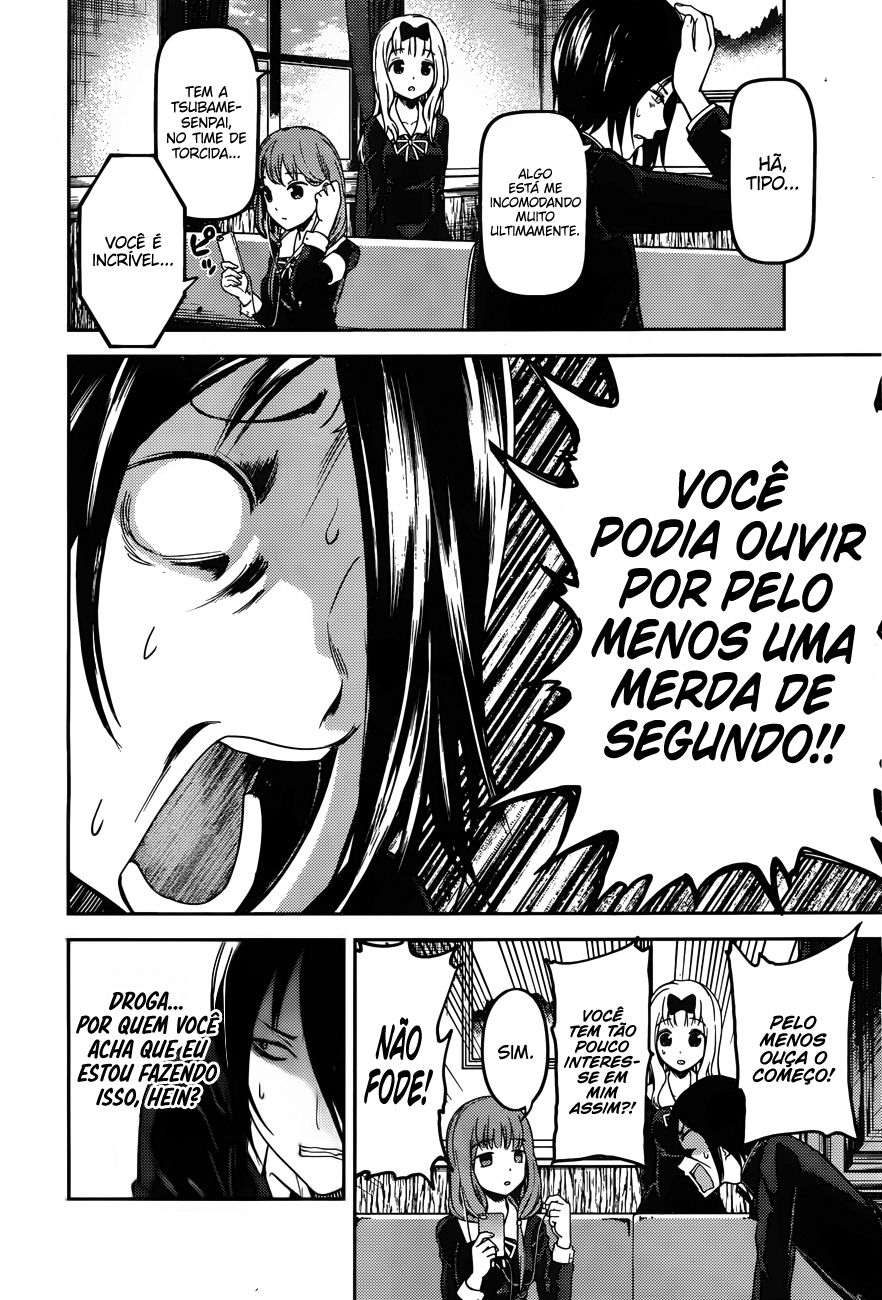 HÃ,
TIPO...
ALGO
ESTÁ ME
INCOMODANDO
MUITO
ULTIMAMENTE.
TEM A
TSUBAME-
SENPAI,
NO TIME DE
TORCIDA...
VOCÊ É
INCRÍVEL...
ピッ
VOCÊ
PODIA OUVIR
POR PELO
MENOS UMA
MERDA DE
SEGUNDO!!
PELO
MENOS
OUÇA O
COMEÇO!
VOCÊ
TEM TÃO
POUCO
INTERES-
SE EM
MIM
ASSIM?!
SIM.
NÃO
FODE!
DROGA...
POR QUEM VOCÊ
ACHA QUE EU
ESTOU FAZENDO
ISSO, HEIN?